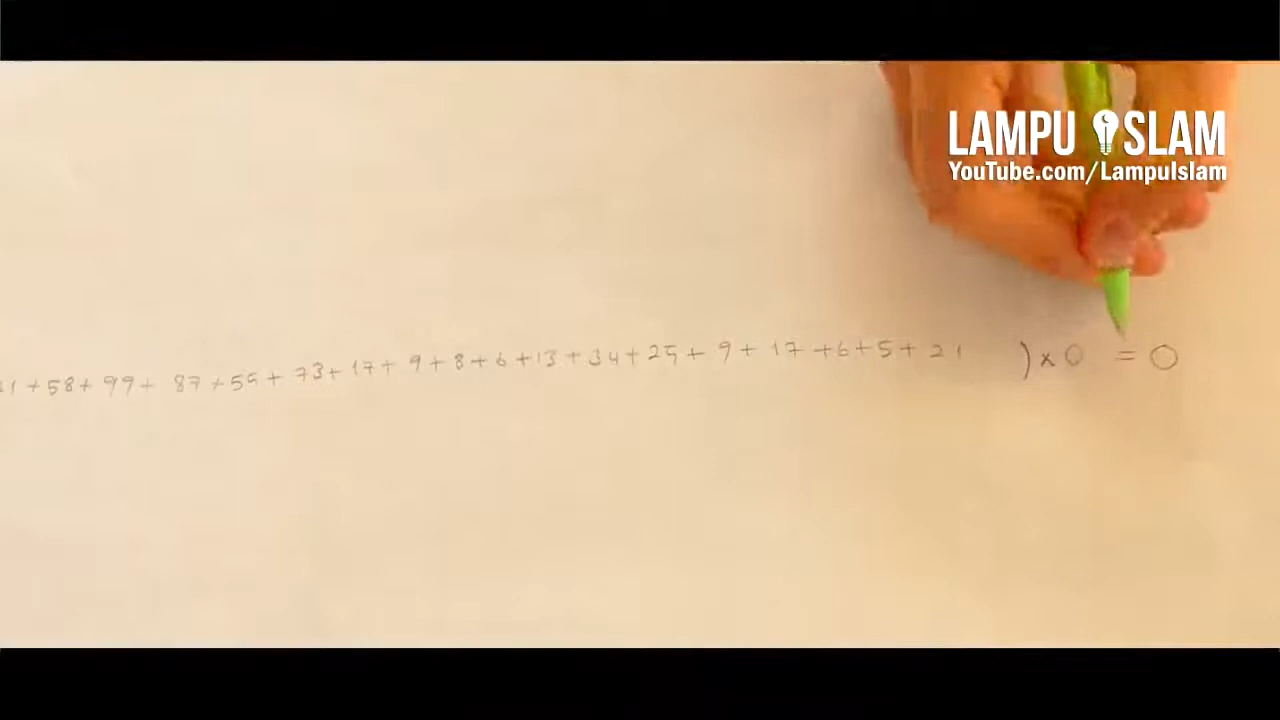 LAMPU ISLAM
YouTube.com/LampuIslam
+58+ 99+ 87+55+ 73+17+ 9+8+6+13+34+25+ 9+ 17+6+5+ 21 )x0 =0